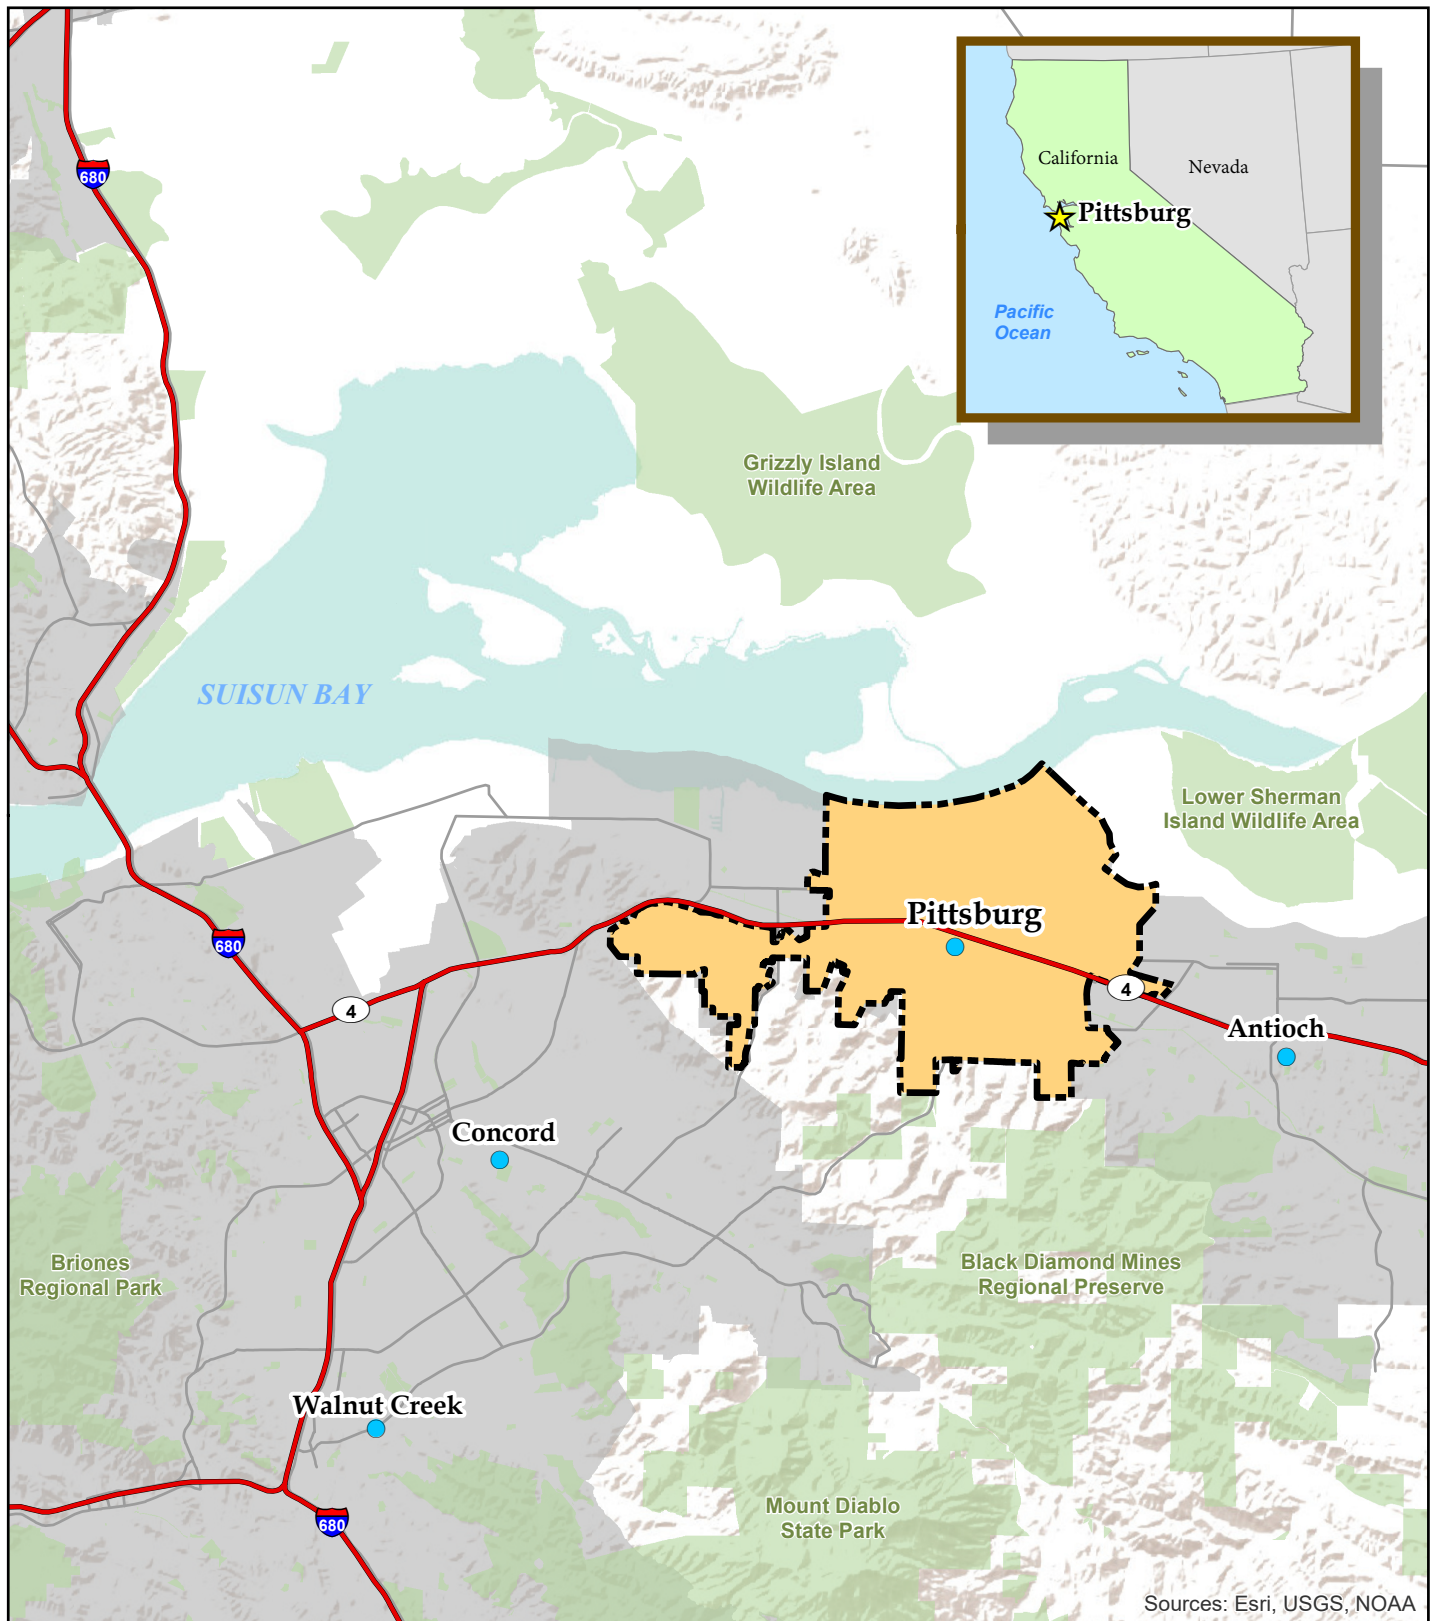 680
California
Nevada
Pittsburg
Pacific
Ocean
Grizzly Island
Wildlife Area
SUISUN BAY
Lower Sherman
Island Wildlife Area
Pittsburg
680
4
4
Antioch
Concord
Briones
Regional Park
Black Diamond Mines
Regional Preserve
Walnut Creek
Mount Diablo
State Park
680
Sources: Esri, USGS, NOAA